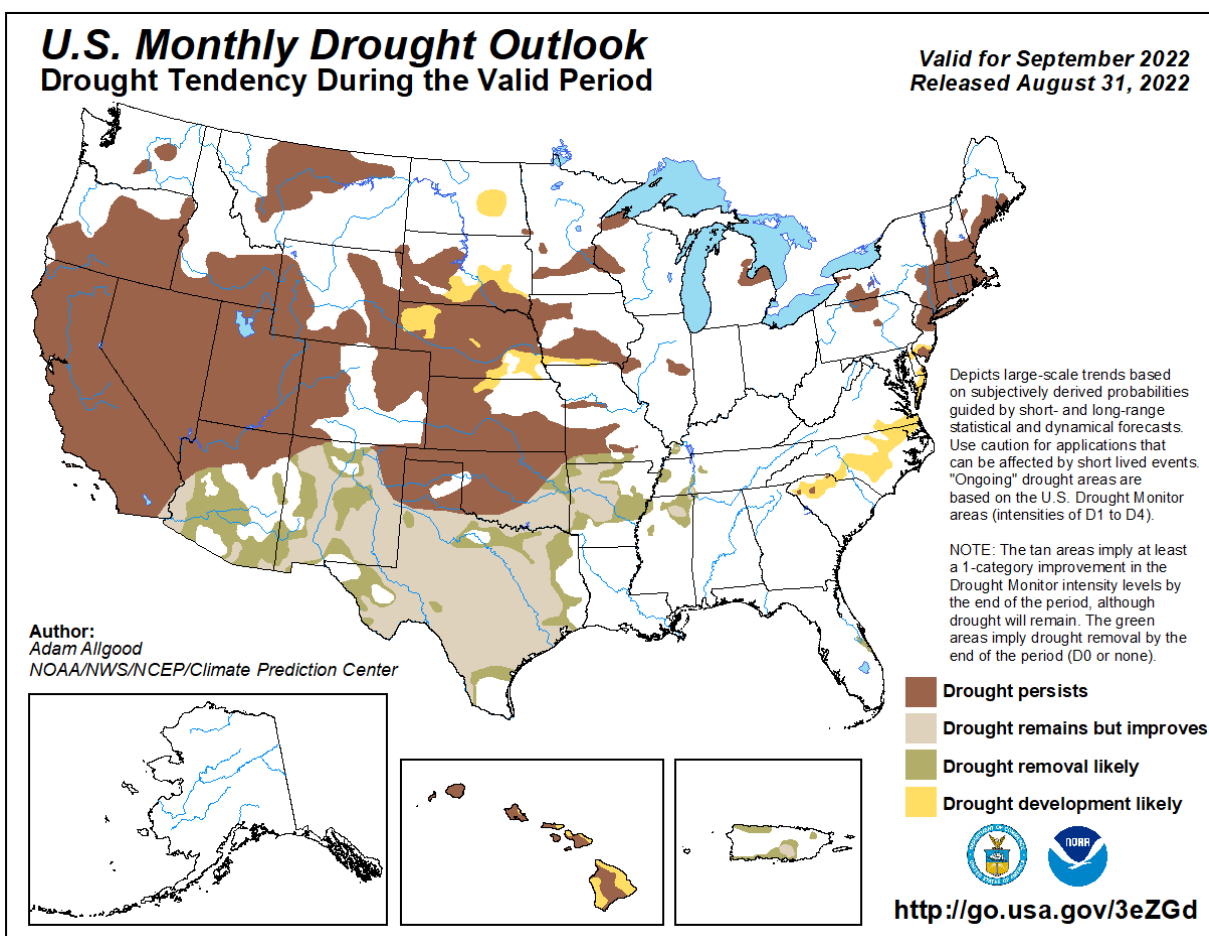 U.S. Monthly Drought Outlook
Drought Tendency During the Valid Period
Valid for September 2022
Released August 31, 2022
Depicts large-scale trends based
on subjectively derived probabilities
guided by short- and long-range
statistical and dynamical forecasts.
Use caution for applications that
can be affected by short lived events.
"Ongoing" drought areas are
based on the U.S. Drought Monitor
areas (intensities of D1 to D4).
NOTE: The tan areas imply at least
a 1-category improvement in the
Drought Monitor intensity levels by
the end of the period, although
drought will remain. The green
areas imply drought removal by the
end of the period (D0 or none).
Author:
Adam Allgood
NOAA/NWS/NCEP/Climate Prediction Center
Drought persists
Drought remains but improves
Drought removal likely
Drought development likely
NOAA
http://go.usa.gov/3eZGd